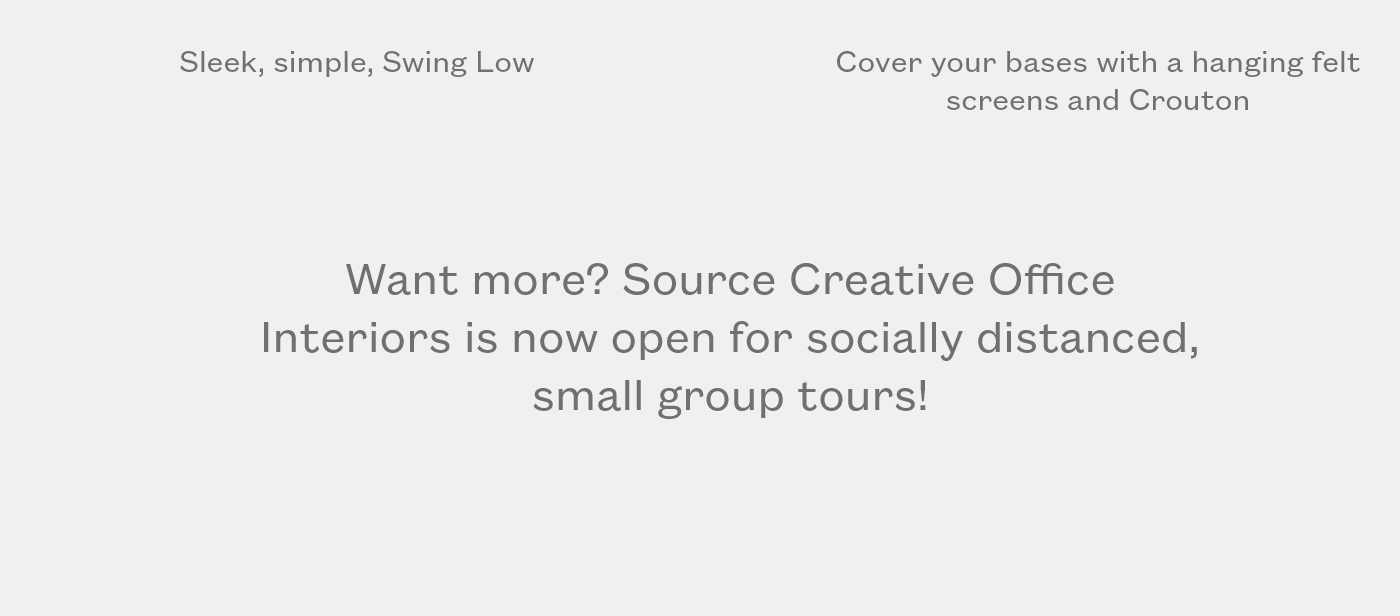 Sleek, simple, Swing Low
Cover your bases with a hanging felt
screens and Crouton
Want more? Source Creative Office
Interiors is now open for socially distanced,
small group tours!